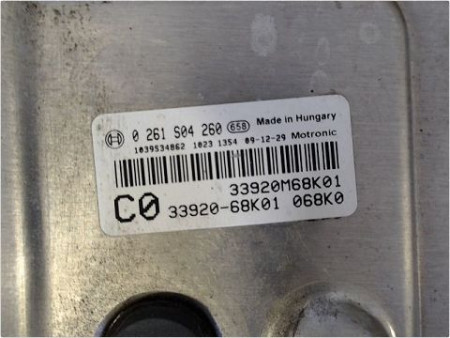 0 261 S04 260 658 Made in Hungary
1039534862 1023 1354 09-12-29 Motronic
33920M68K01
C0 33920-68K01 068K0